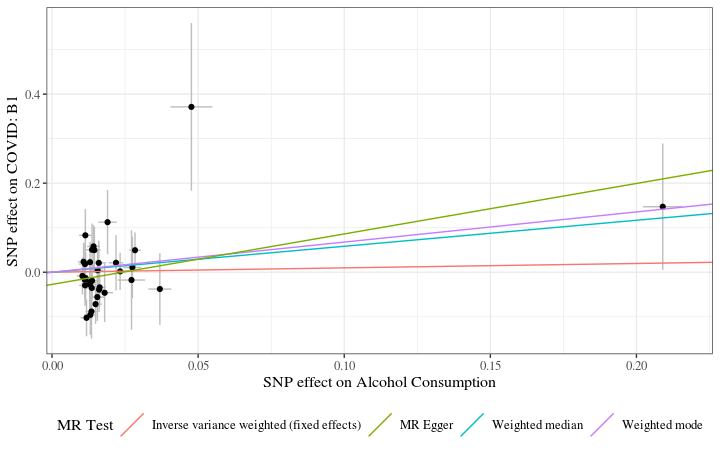 SNP effect on COVID: B1
0.4
0.2
0.0
0.00 0.05 0.10 0.15 0.20
SNP effect on Alcohol Consumption
MR Test Inverse variance weighted (fixed effects) MR Egger Weighted median Weighted mode